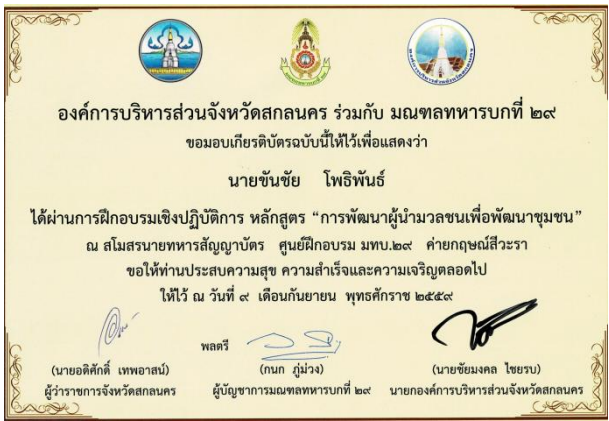 องค์การบริหารส่วนจังหวัดสกลนคร ร่วมกับ มณฑลทหารบกที่ ๒๙
ขอมอบเกียรติบัตรฉบับนี้ให้ไว้เพื่อแสดงว่า
นายขันชัย โพธิพันธ์
ได้ผ่านการฝึกอบรมเชิงปฏิบัติการ หลักสูตร “การพัฒนาผู้นำมวลชนเพื่อพัฒนาชุมชน”
ณ สโมสรนายทหารสัญญาบัตร ศูนย์ฝึกอบรม มทบ.๒๙ ค่ายกฤษณ์สีวะรา
ขอให้ท่านประสบความสุข ความสำเร็จและความเจริญตลอดไป
ให้ไว้ ณ วันที่ ๙ เดือนกันยายน พุทธศักราช ๒๕๕๙
พลตรี
(นายอดิศักดิ์ เทพอาสน์) (กนก ภู่ม่วง) (นายชัยมงคล ไชยรบ)
ผู้ว่าราชการจังหวัดสกลนคร ผู้บัญชาการมณฑลทหารบกที่ ๒๙ นายกองค์การบริหารส่วนจังหวัดสกลนคร